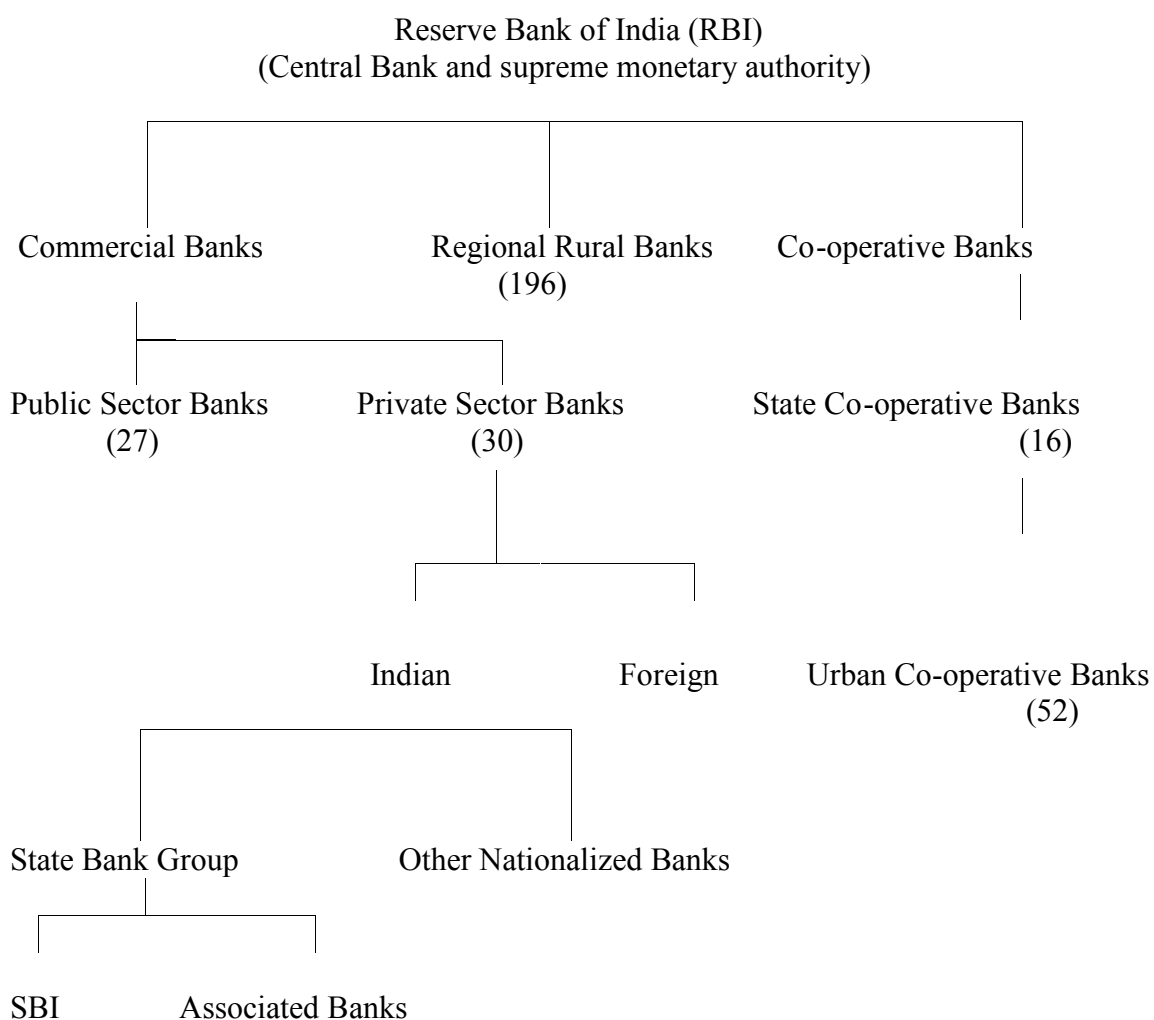 Reserve Bank of India (RBI)
(Central Bank and supreme monetary authority)
Commercial Banks
Regional Rural Banks
(196)
Co-operative Banks
Public Sector Banks
(27)
Private Sector Banks
(30)
State Co-operative Banks
(16)
Indian
Foreign
Urban Co-operative Banks
(52)
State Bank Group
Other Nationalized Banks
SBI
Associated Banks